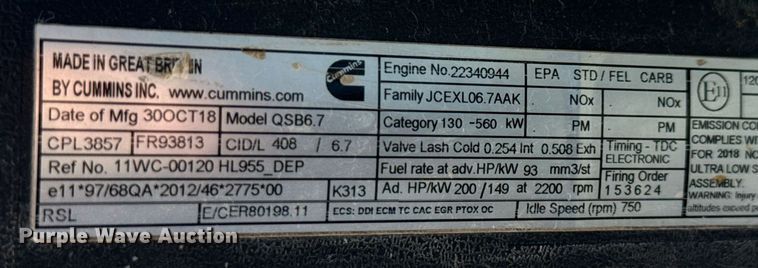 MADE IN GREAT BRITAIN
BY CUMMINS INC. www.cummins.com
Cummins
Date of Mfg 30OCT18 Model QSB6.7
CPL3857 FR93813 CID/L 408 / 6.7
Ref No. 11WC-00120 HL955_DEP
e11*97/68QA*2012/46*2775*00 K313
RSL E/CER80198.11 ECS: DDI ECM TC CAC EGR PTOX OC
Engine No.22340944 EPA STD / FEL CARB
Family JCEXL06.7AAK . NOx . NOx
Category 130 -560 kW . PM .
Valve Lash Cold 0.254 Int 0.508 Exh Timing - TDC
ELECTRONIC
Fuel rate at adv.HP/kW 93 mm3/st Firing Order
Ad. HP/kW 200 / 149 at 2200 rpm 153624
Idle Speed (rpm) 750
E11
120
EMISSION CO
COMPLIES WIT
FOR 2018 NO
ULTRA LOW S
ASSEMBLY.
WARNING: Injury
altitudes exceed p
Purple Wave Auction